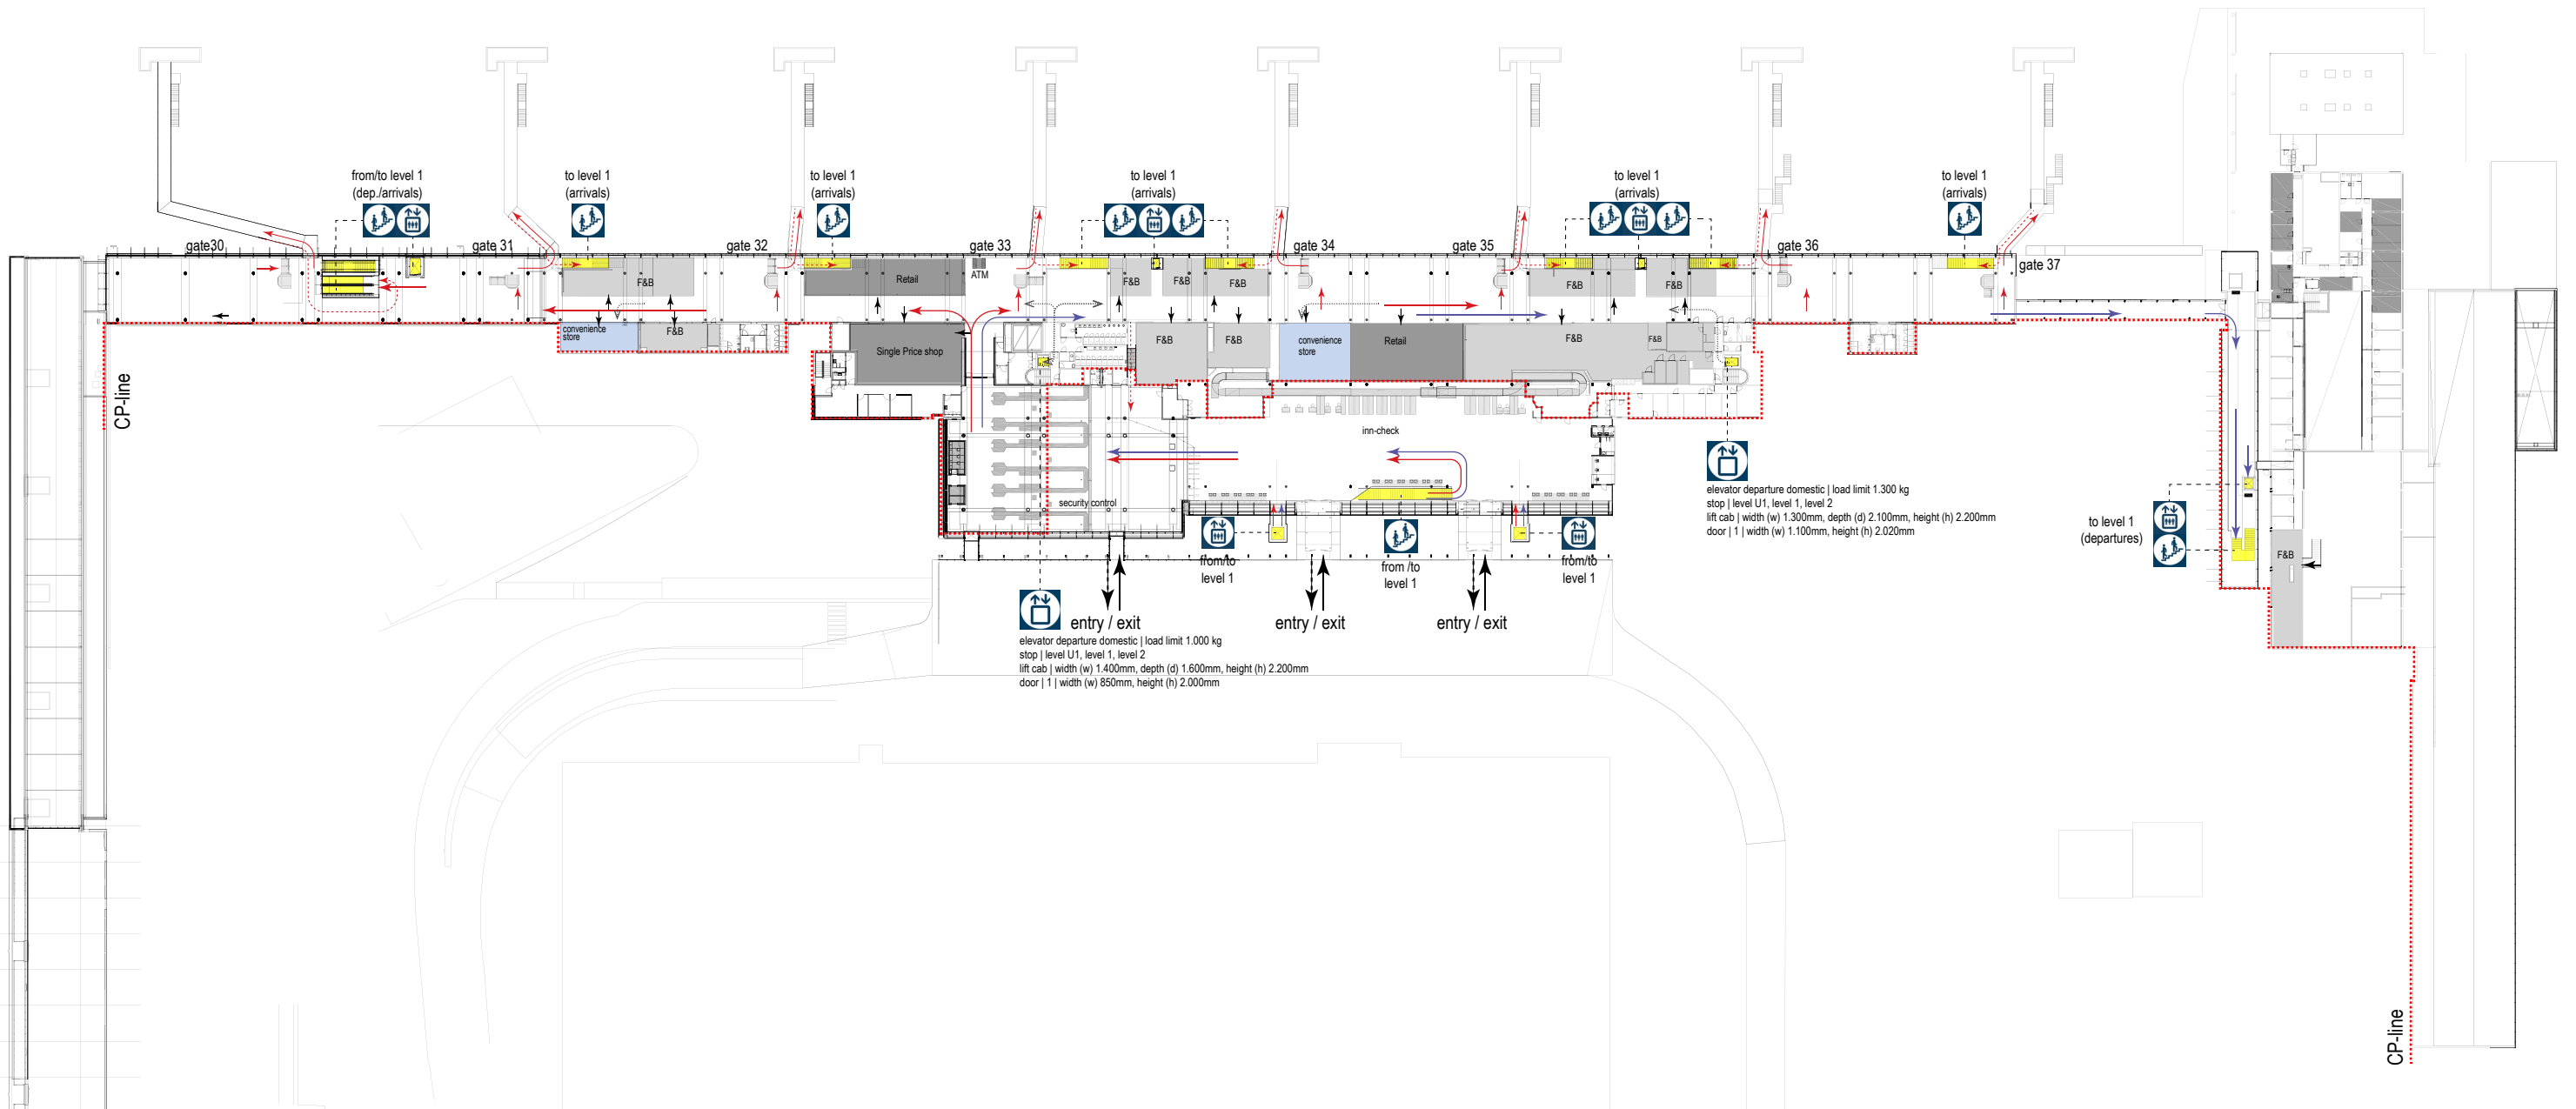 from/to level 1
(dep./arrivals)
to level 1
(arrivals)
to level 1
(arrivals)
to level 1
(arrivals)
to level 1
(arrivals)
to level 1
(arrivals)
gate30
gate 31
gate 32
gate 33
gate 34
gate 35
gate 36
gate 37
ATM
F&B
Retail
F&B
F&B
F&B
F&B
F&B
convenience
store
F&B
Single Price shop
F&B
F&B
convenience
store
Retail
F&B
F&B
CP-line
inn-check
security control
elevator departure domestic | load limit 1.300 kg
stop | level U1, level 1, level 2
lift cab | width (w) 1.300mm, depth (d) 2.100mm, height (h) 2.200mm
door | 1 | width (w) 1.100mm, height (h) 2.020mm
to level 1
(departures)
F&B
from/to
level 1
from /to
level 1
from/to
level 1
entry / exit
entry / exit
entry / exit
elevator departure domestic | load limit 1.000 kg
stop | level U1, level 1, level 2
lift cab | width (w) 1.400mm, depth (d) 1.600mm, height (h) 2.200mm
door | 1 | width (w) 850mm, height (h) 2.000mm
CP-line